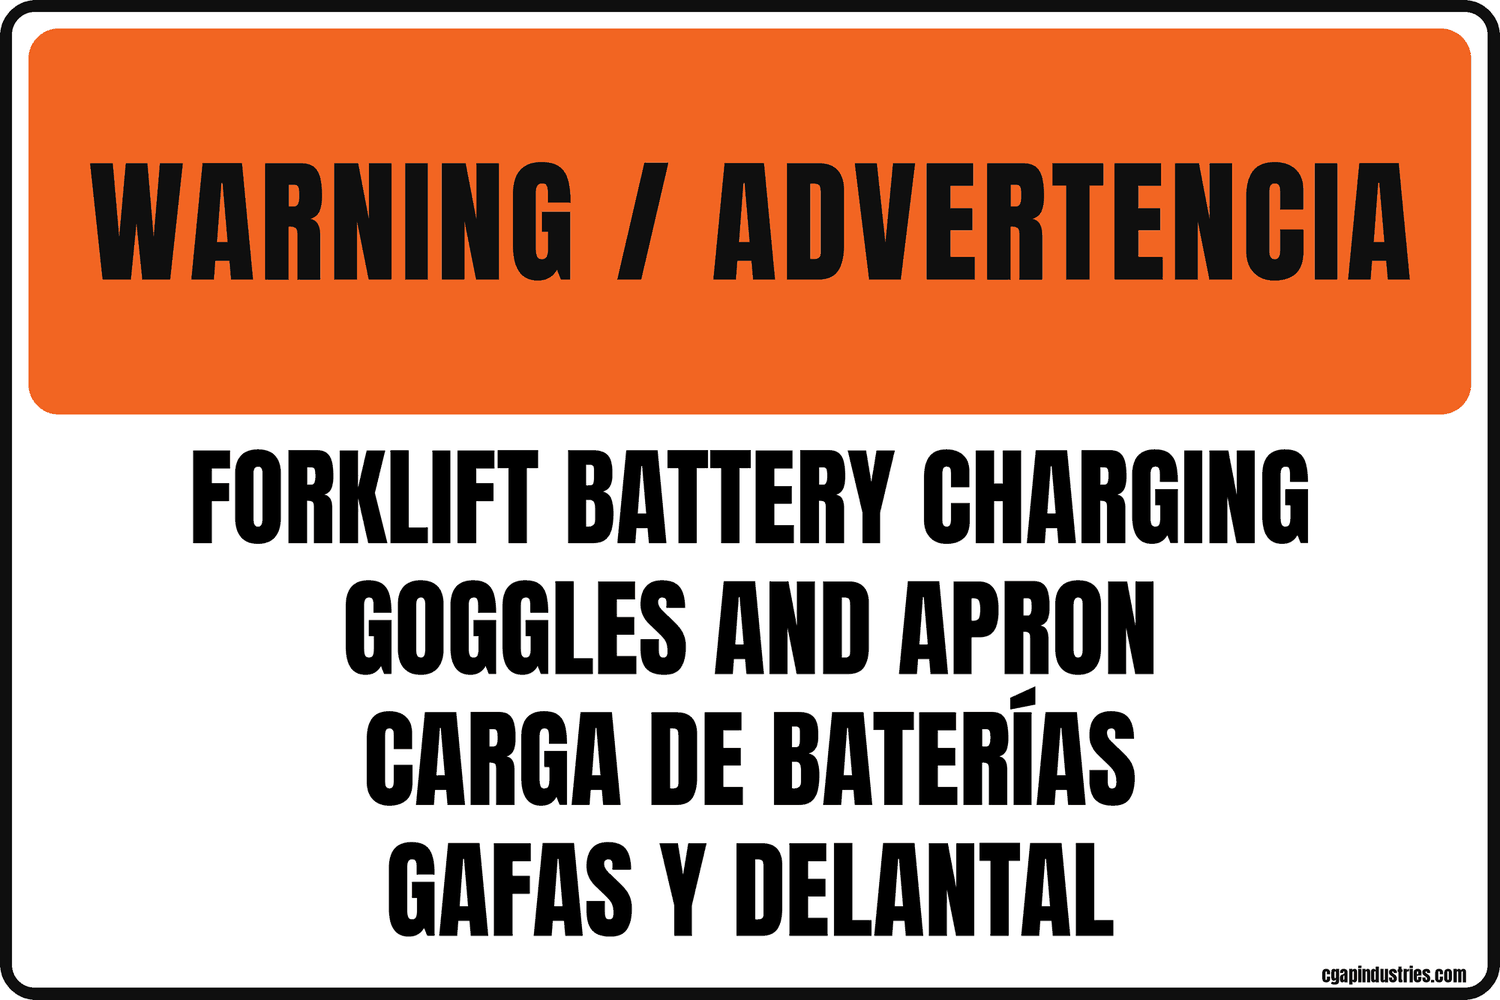 WARNING / ADVERTENCIA
FORKLIFT BATTERY CHARGING
GOGGLES AND APRON
CARGA DE BATERÍAS
GAFAS Y DELANTAL
cgapindustries.com